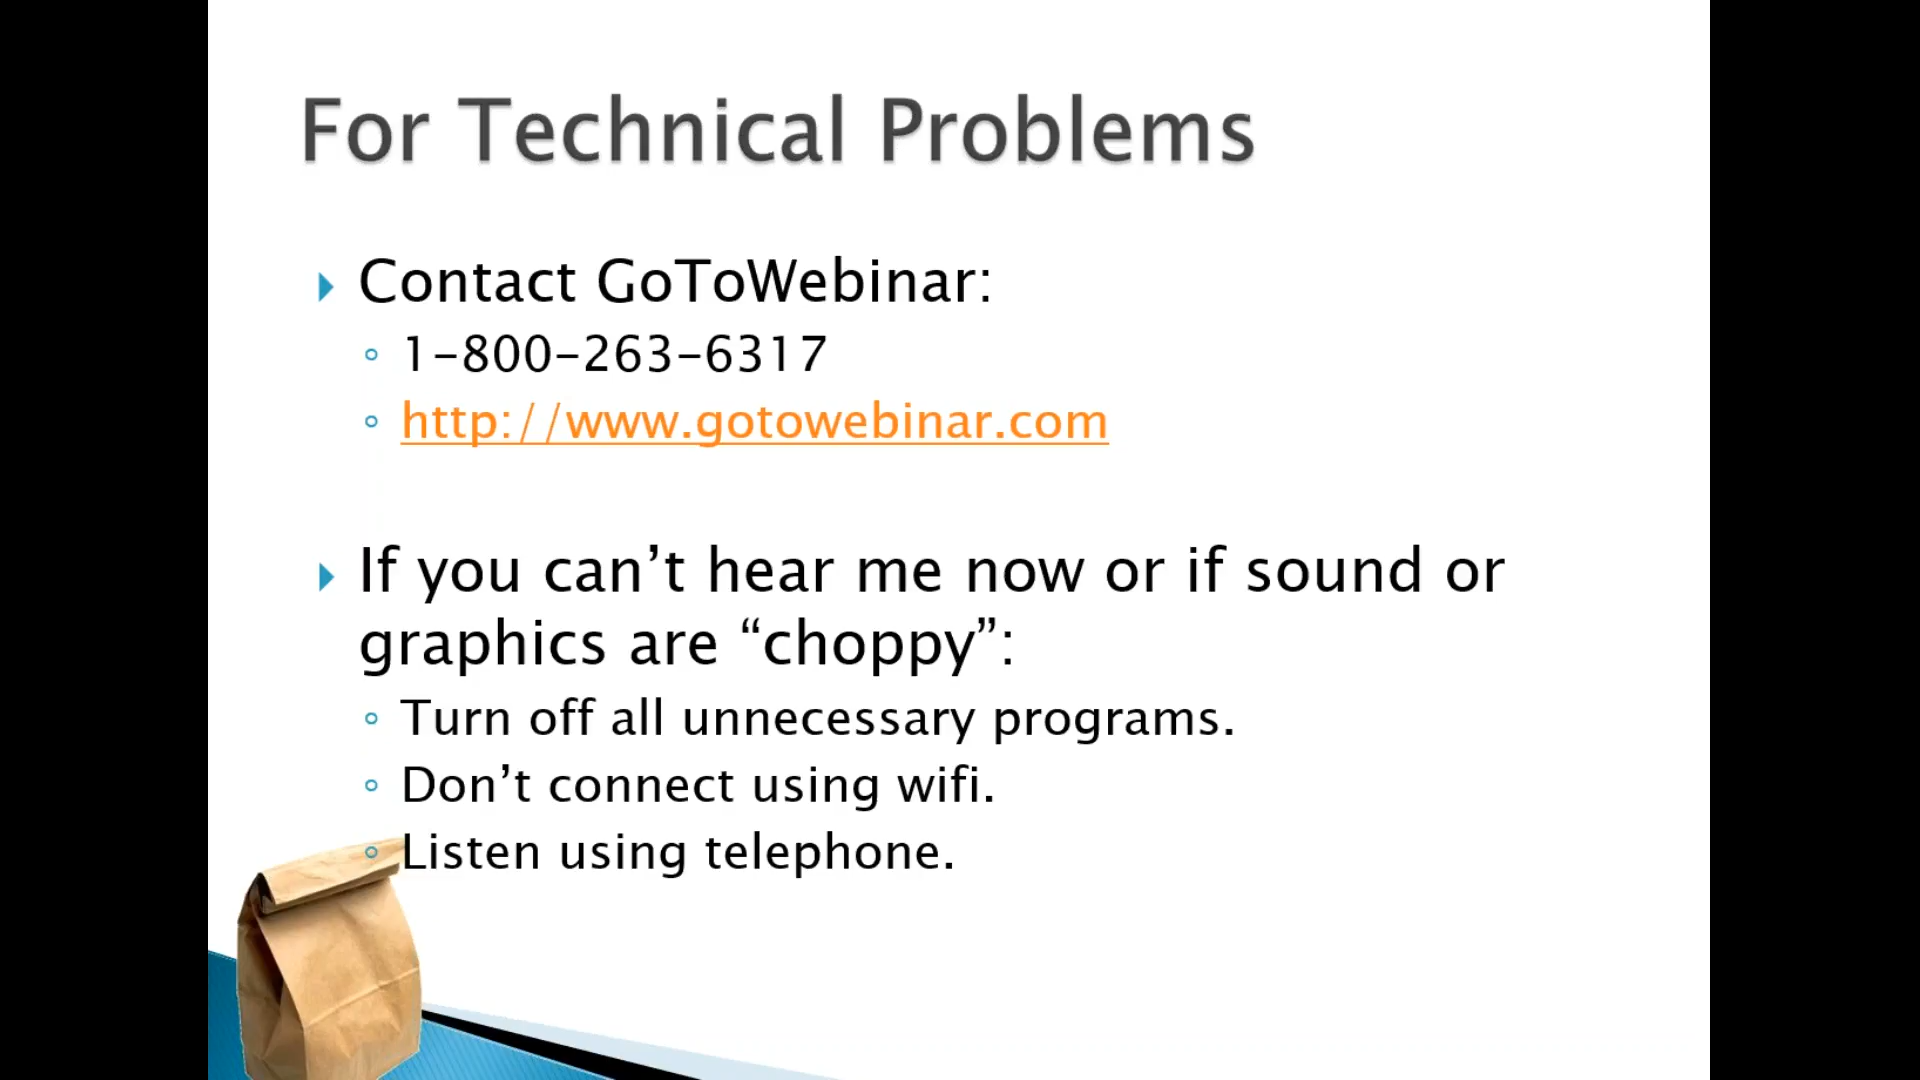 For Technical Problems
Contact GoToWebinar:
1-800-263-6317
http://www.gotowebinar.com
If you can’t hear me now or if sound or
graphics are “choppy”:
Turn off all unnecessary programs.
Don’t connect using wifi.
Listen using telephone.